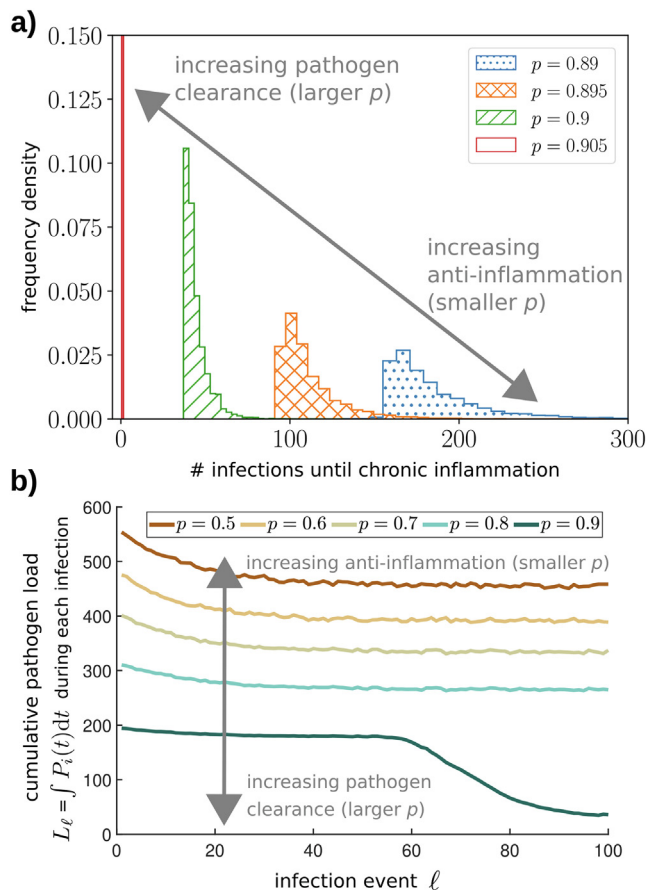 a)
0.150
0.125
0.100
0.075
0.050
0.025
0.000
frequency density
increasing pathogen
clearance (larger p)
p = 0.89
p = 0.895
p = 0.9
p = 0.905
increasing
anti-inflammation
(smaller p)
0 100 200 300
# infections until chronic inflammation
b)
600
500
400
300
200
100
0
cumulative pathogen load
L_ℓ = ∫ P_i(t)dt during each infection
p = 0.5 p = 0.6 p = 0.7 p = 0.8 p = 0.9
increasing anti-inflammation (smaller p)
increasing pathogen
clearance (larger p)
0 20 40 60 80 100
infection event ℓ